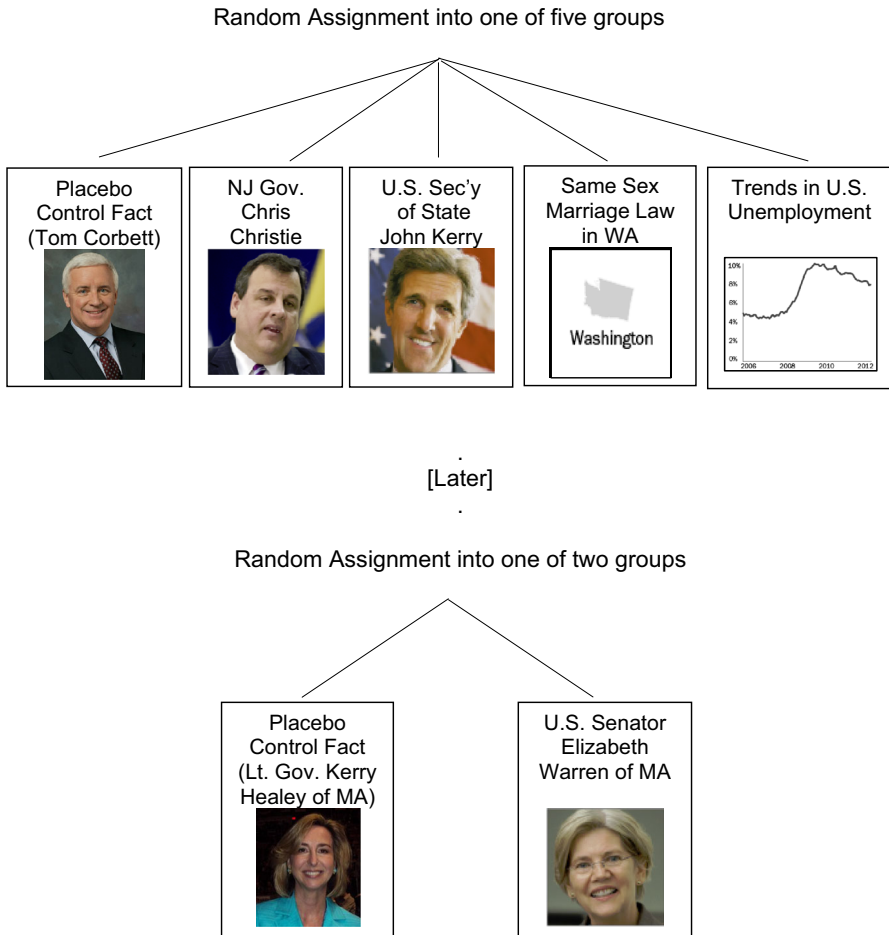 Random Assignment into one of five groups
Placebo
Control Fact
(Tom Corbett)
NJ Gov.
Chris
Christie
U.S. Sec'y
of State
John Kerry
Same Sex
Marriage Law
in WA
Washington
Trends in U.S.
Unemployment
10%
8%
6%
4%
2%
0%
2006 2008 2010 2012
.
[Later]
.
Random Assignment into one of two groups
Placebo
Control Fact
(Lt. Gov. Kerry
Healey of MA)
U.S. Senator
Elizabeth
Warren of MA